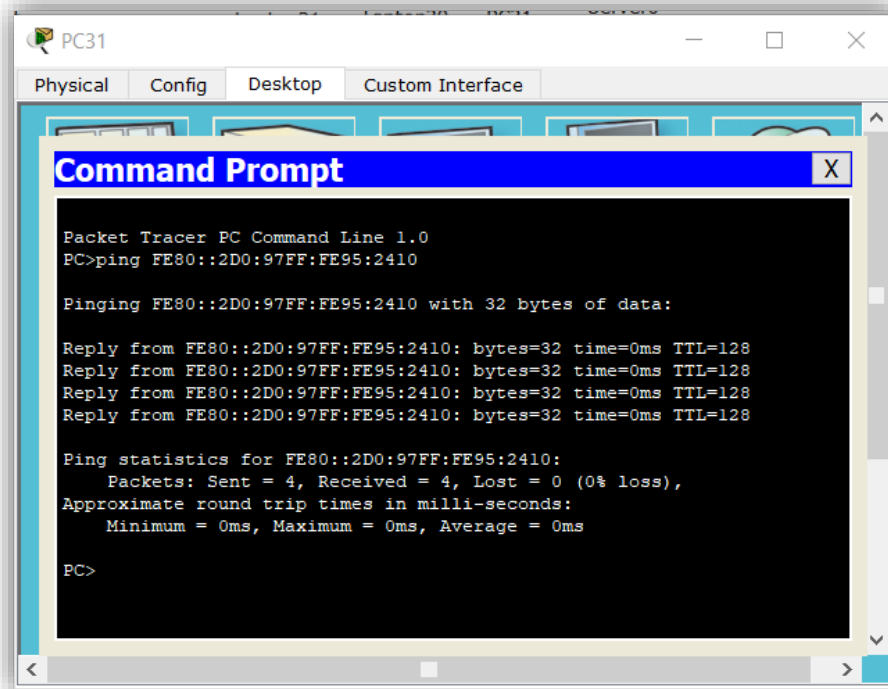 PC31
Physical Config Desktop Custom Interface
Command Prompt
X
Packet Tracer PC Command Line 1.0
PC>ping FE80::2D0:97FF:FE95:2410
Pinging FE80::2D0:97FF:FE95:2410 with 32 bytes of data:
Reply from FE80::2D0:97FF:FE95:2410: bytes=32 time=0ms TTL=128
Reply from FE80::2D0:97FF:FE95:2410: bytes=32 time=0ms TTL=128
Reply from FE80::2D0:97FF:FE95:2410: bytes=32 time=0ms TTL=128
Reply from FE80::2D0:97FF:FE95:2410: bytes=32 time=0ms TTL=128
Ping statistics for FE80::2D0:97FF:FE95:2410:
Packets: Sent = 4, Received = 4, Lost = 0 (0% loss),
Approximate round trip times in milli-seconds:
Minimum = 0ms, Maximum = 0ms, Average = 0ms
PC>